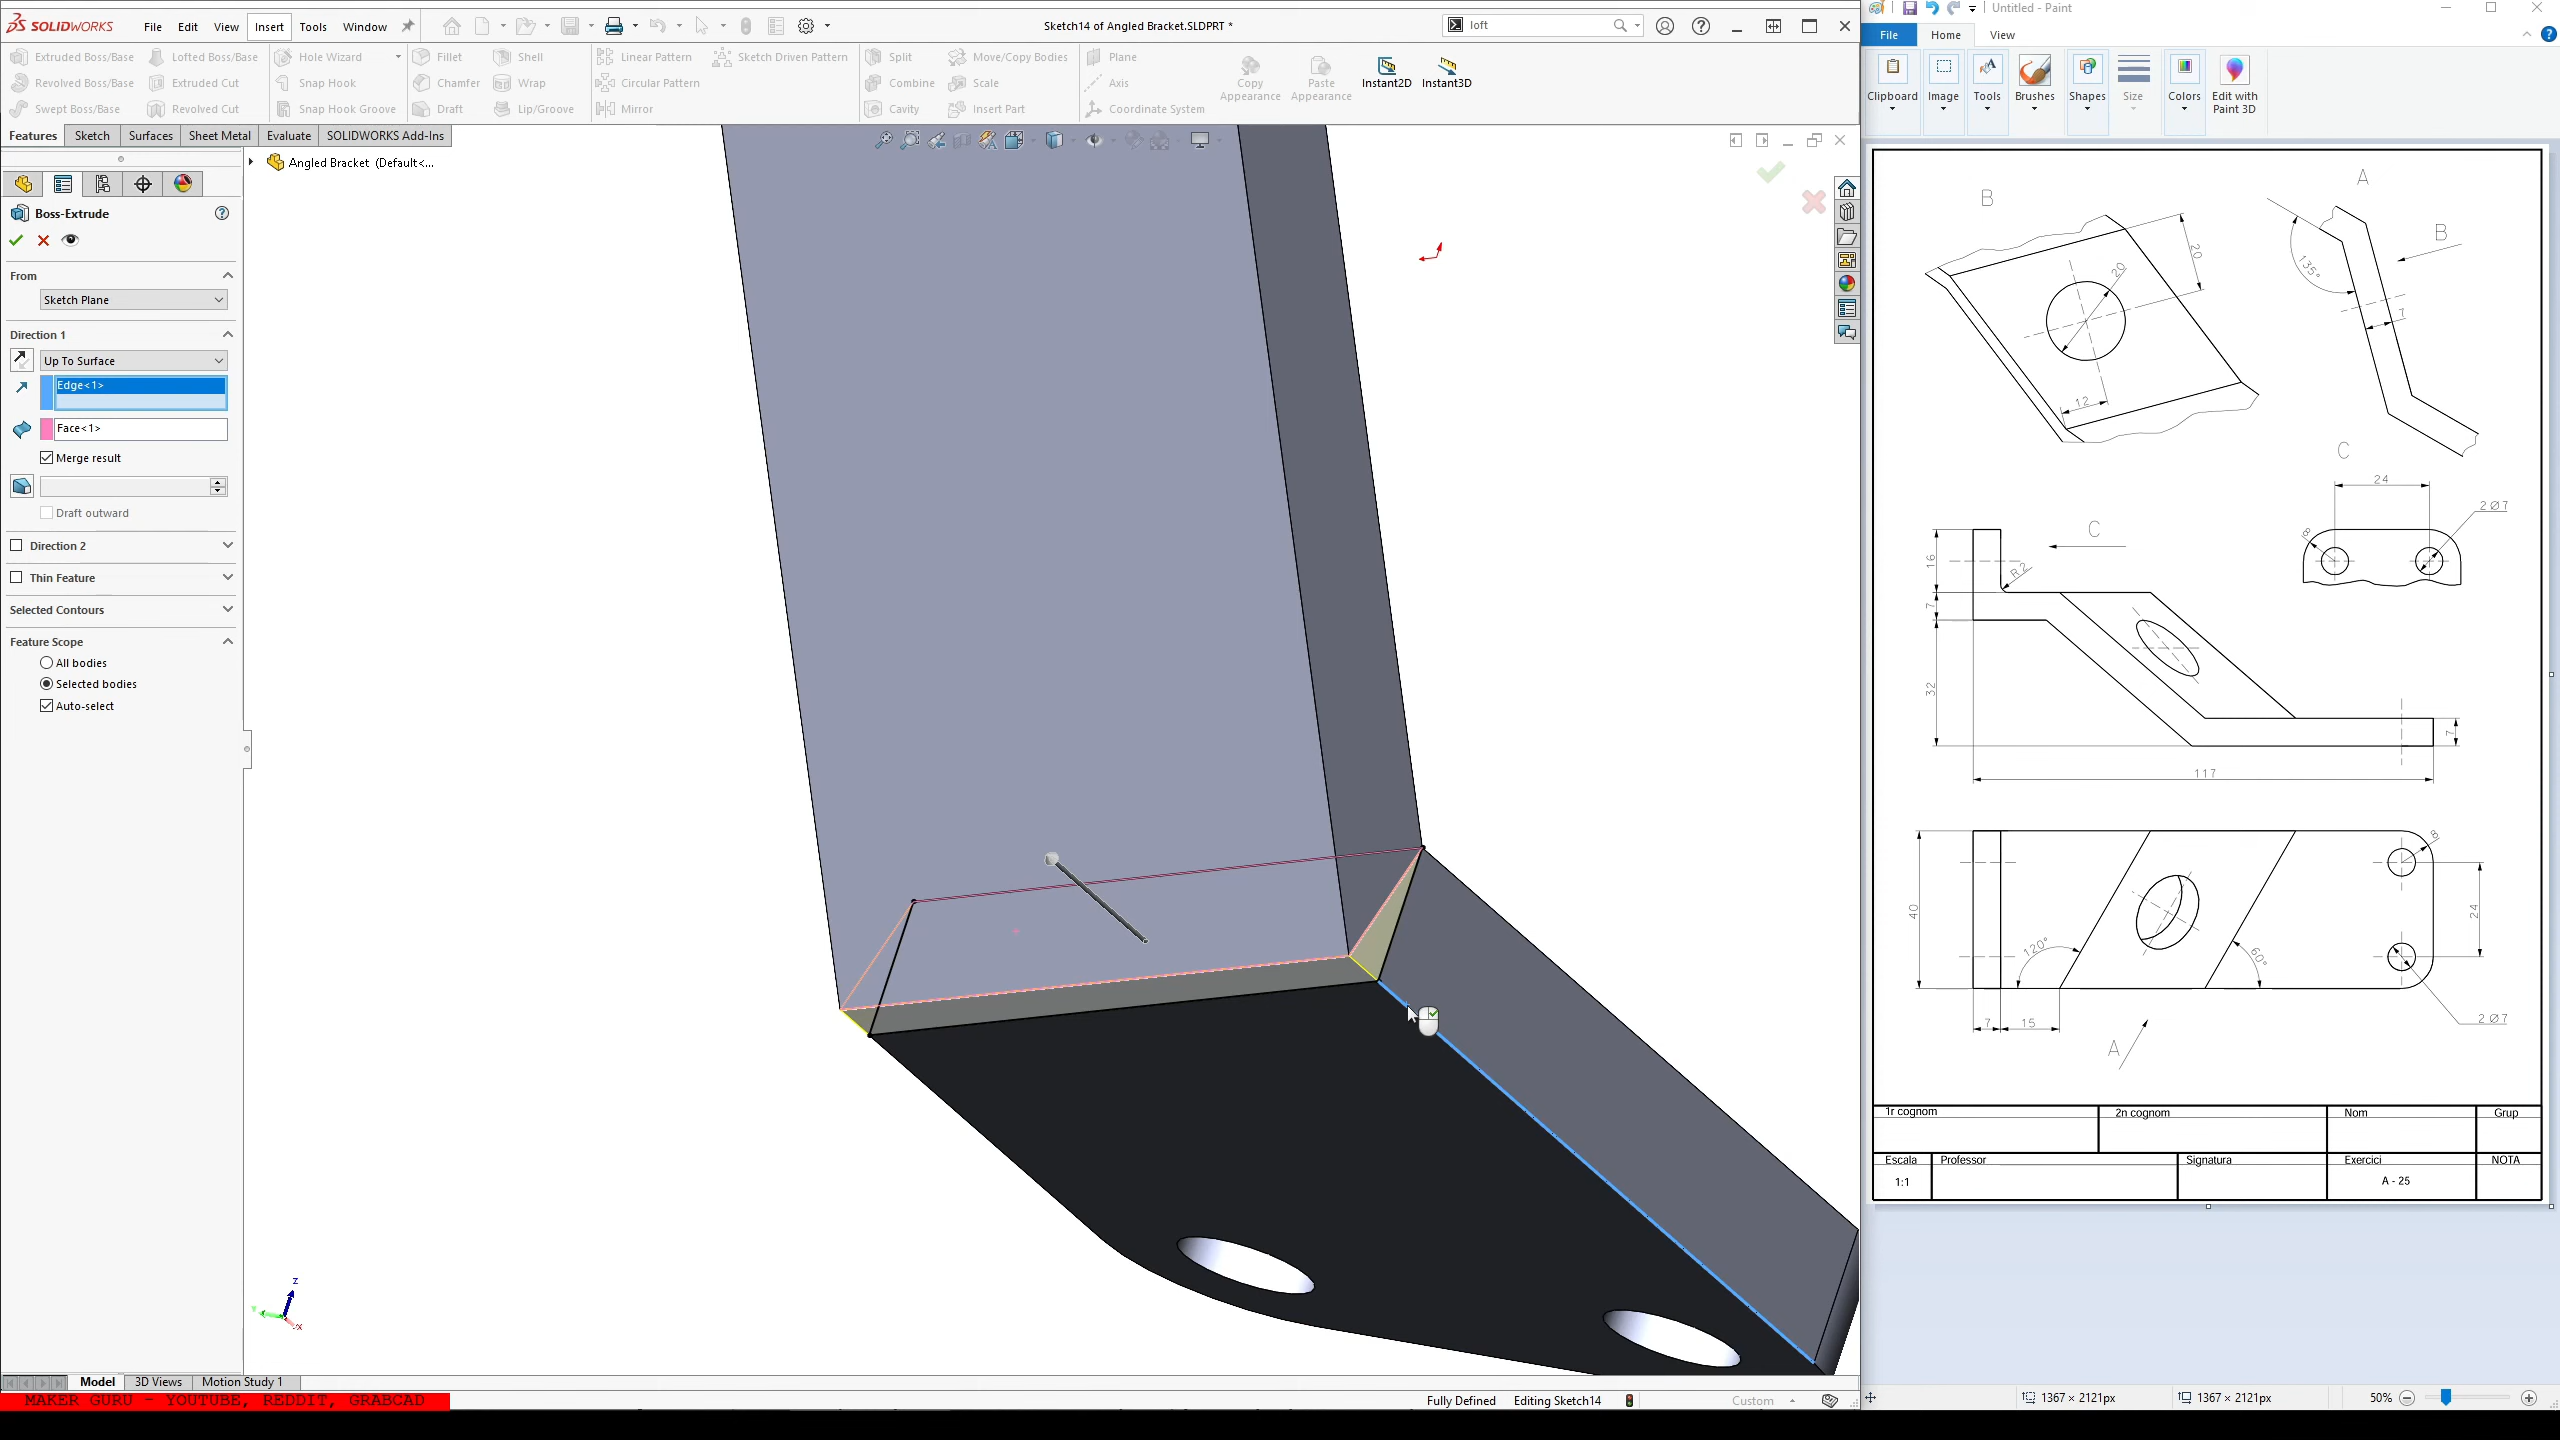 SOLIDWORKS
File Edit View Insert Tools Window
Sketch14 of Angled Bracket.SLDPRT *
loft
Extruded Boss/Base
Revolved Boss/Base
Swept Boss/Base
Lofted Boss/Base
Extruded Cut
Revolved Cut
Hole Wizard
Snap Hook
Snap Hook Groove
Fillet
Chamfer
Draft
Shell
Wrap
Lip/Groove
Linear Pattern
Circular Pattern
Mirror
Sketch Driven Pattern
Split
Combine
Cavity
Move/Copy Bodies
Scale
Insert Part
Plane
Axis
Coordinate System
Copy
Appearance
Paste
Appearance
Instant2D
Instant3D
Features Sketch Surfaces Sheet Metal Evaluate SOLIDWORKS Add-Ins
Angled Bracket (Default<...
Boss-Extrude
From
Sketch Plane
Direction 1
Up To Surface
Edge<1>
Face<1>
Merge result
Draft outward
Direction 2
Thin Feature
Selected Contours
Feature Scope
All bodies
Selected bodies
Auto-select
z
x
Model 3D Views Motion Study 1
MAKER GURU - YOUTUBE, REDDIT, GRABCAD
Fully Defined Editing Sketch14 Custom
Untitled - Paint
File Home View
Clipboard
Image
Tools
Brushes
Shapes
Size
Colors
Edit with
Paint 3D
A
B
20
20
12
B
135°
7
C
24
2 Ø 7
8
C
16
R 2
7
32
7
117
8
40
120°
60°
24
7 15
2 Ø 7
A
1r cognom 2n cognom Nom Grup
Escala Professor Signatura Exercici NOTA
1:1 A - 25
1367 × 2121px 1367 × 2121px 50%